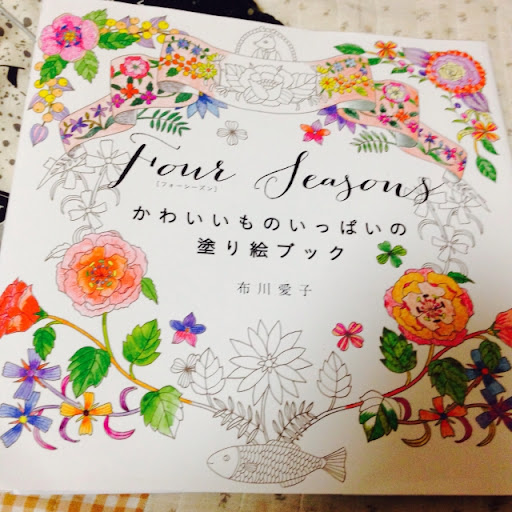 Four Seasons
[フォーシーズン]
かわいいものいっぱいの
塗り絵ブック
布川愛子